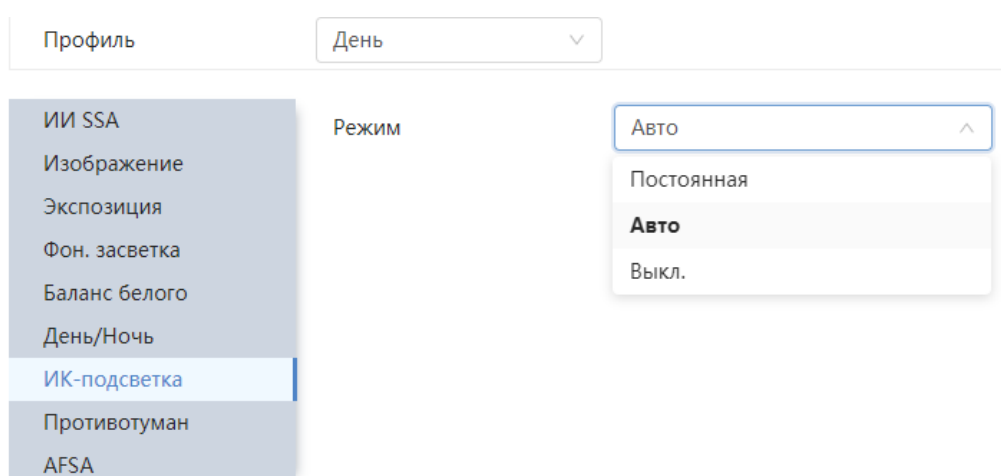 Профиль
День
ИИ SSA
Изображение
Экспозиция
Фон. засветка
Баланс белого
День/Ночь
ИК-подсветка
Противотуман
AFSA
Режим
Авто
Постоянная
Авто
Выкл.